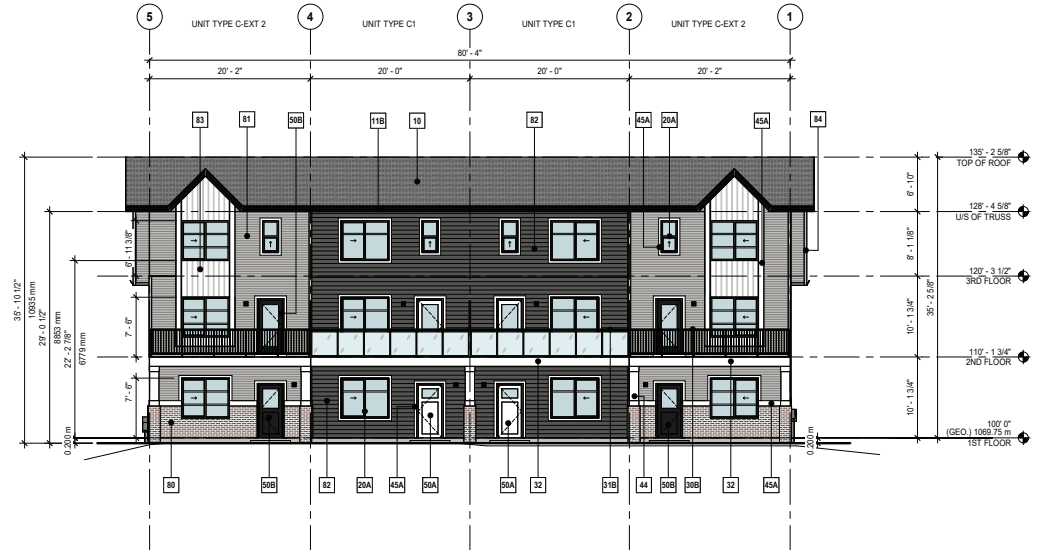 5
4
3
2
1
UNIT TYPE C-EXT 2
UNIT TYPE C1
UNIT TYPE C1
UNIT TYPE C-EXT 2
80' - 4"
20' - 2"
20' - 0"
20' - 0"
20' - 2"
83
81
50B
11B
10
82
45A
20A
45A
84
135' - 2 5/8"
TOP OF ROOF
6' - 10"
128' - 4 5/8"
U/S OF TRUSS
8' - 1 1/8"
120' - 3 1/2"
3RD FLOOR
10' - 1 3/4"
35' - 2 5/8"
110' - 1 3/4"
2ND FLOOR
10' - 1 3/4"
100' 0"
(GEO.) 1069.75 m
1ST FLOOR
0.200 m
35' - 10 1/2"
10935 mm
29' - 0 1/2"
8853 mm
22' - 2 7/8"
6779 mm
6' - 11 3/8"
7' - 6"
7' - 6"
0.200 m
80
50B
82
20A
45A
50A
50A
32
31B
44
50B
30B
32
45A